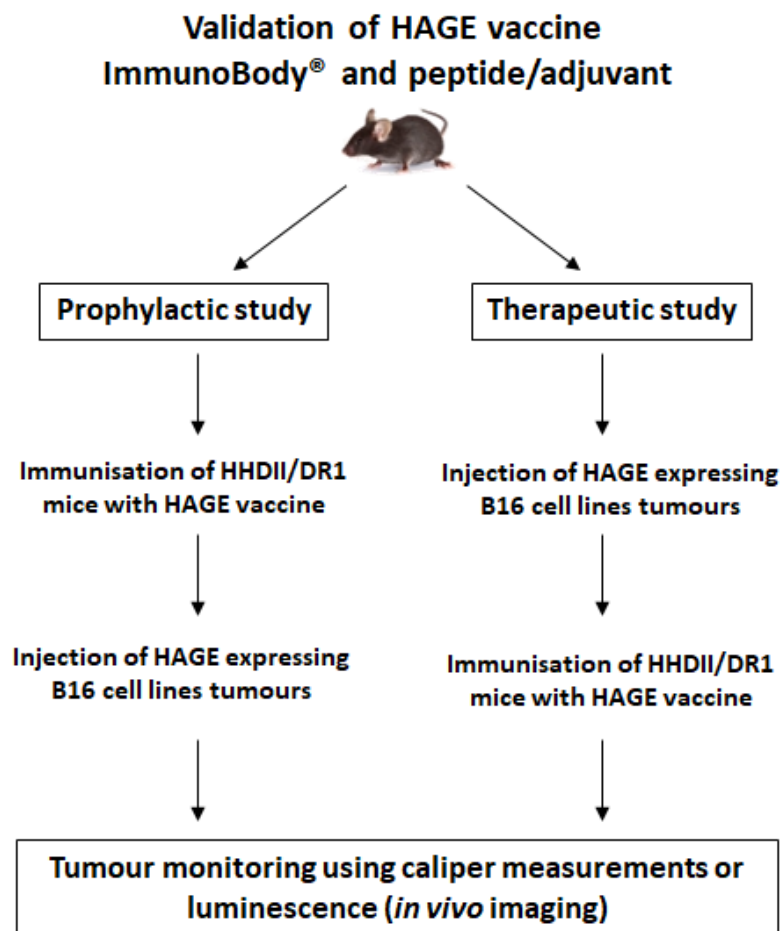 Validation of HAGE vaccine
ImmunoBody® and peptide/adjuvant
Prophylactic study
Therapeutic study
Immunisation of HHDII/DR1
mice with HAGE vaccine
Injection of HAGE expressing
B16 cell lines tumours
Injection of HAGE expressing
B16 cell lines tumours
Immunisation of HHDII/DR1
mice with HAGE vaccine
Tumour monitoring using caliper measurements or
luminescence (in vivo imaging)